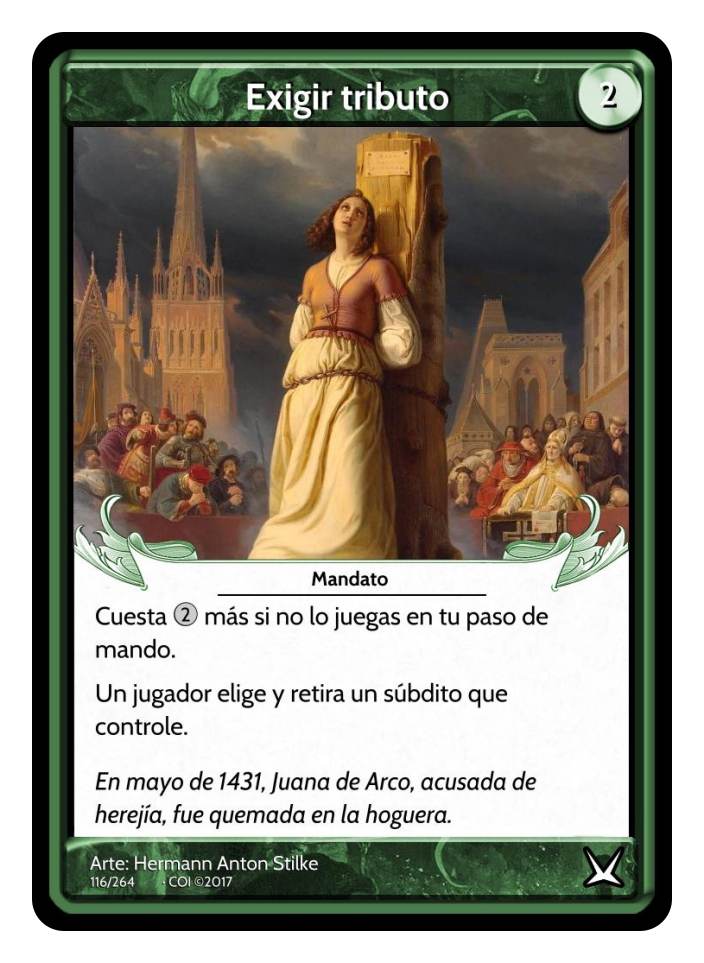 Exigir tributo
2
Mandato
Cuesta 2 más si no lo juegas en tu paso de
mando.
Un jugador elige y retira un súbdito que
controle.
En mayo de 1431, Juana de Arco, acusada de
herejía, fue quemada en la hoguera.
Arte: Hermann Anton Stilke
116/264 · COI ©2017